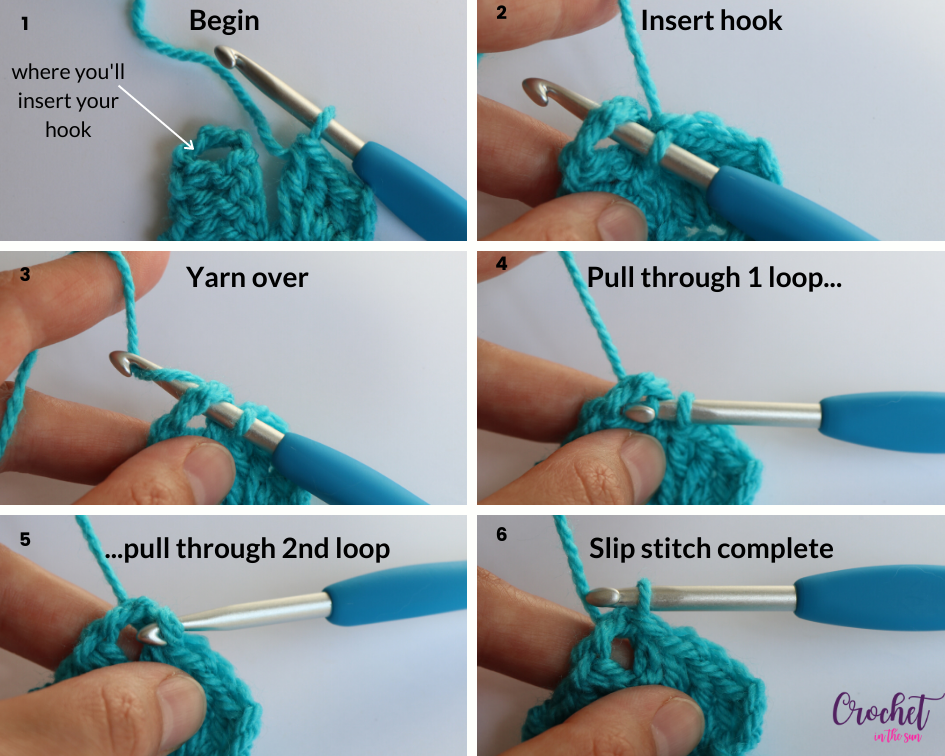 1
Begin
where you'll
insert your
hook
2
Insert hook
3
Yarn over
4
Pull through 1 loop...
5
...pull through 2nd loop
6
Slip stitch complete
Crochet
in the sun